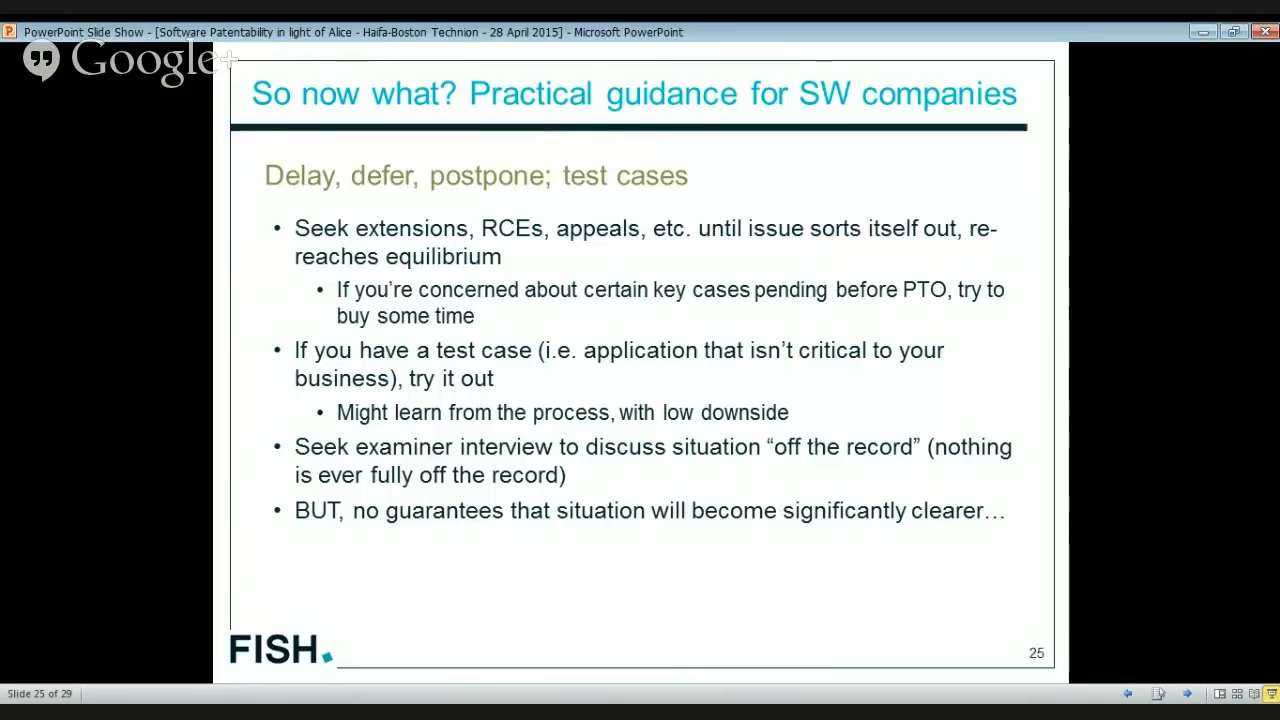 PowerPoint Slide Show - [Software Patentability in light of Alice - Haifa-Boston Technion - 28 April 2015] - Microsoft PowerPoint
Google+
So now what? Practical guidance for SW companies
Delay, defer, postpone; test cases
• Seek extensions, RCEs, appeals, etc. until issue sorts itself out, re-
reaches equilibrium
• If you're concerned about certain key cases pending before PTO, try to
buy some time
• If you have a test case (i.e. application that isn't critical to your
business), try it out
• Might learn from the process, with low downside
• Seek examiner interview to discuss situation “off the record” (nothing
is ever fully off the record)
• BUT, no guarantees that situation will become significantly clearer…
FISH.
25
Slide 25 of 29